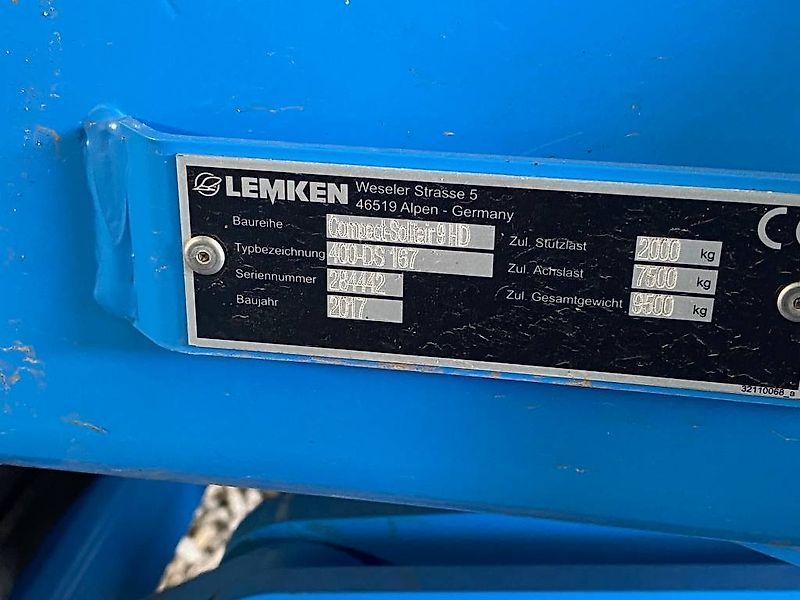 LEMKEN Weseler Strasse 5
46519 Alpen - Germany
Baureihe Compact-Solitair 9 HD
Typbezeichnung 400-DS 167
Seriennummer 284442
Baujahr 2017
Zul. Stützlast 2000 kg
Zul. Achslast 7500 kg
Zul. Gesamtgewicht 9500 kg
32110068_a